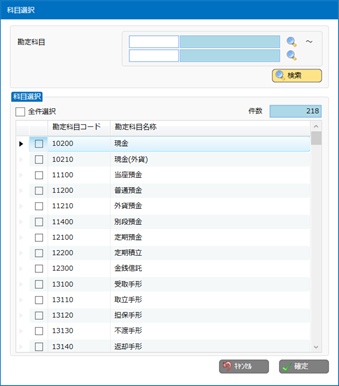 科目選択
勘定科目
～
検索
科目選択
全件選択 件数 218
勘定科目コード 勘定科目名称
10200 現金
10210 現金(外貨)
11100 当座預金
11200 普通預金
11210 外貨預金
11400 別段預金
12100 定期預金
12200 定期積立
12300 金銭信託
13100 受取手形
13110 取立手形
13120 担保手形
13130 不渡手形
13140 返却手形
ｷｬﾝｾﾙ 確定